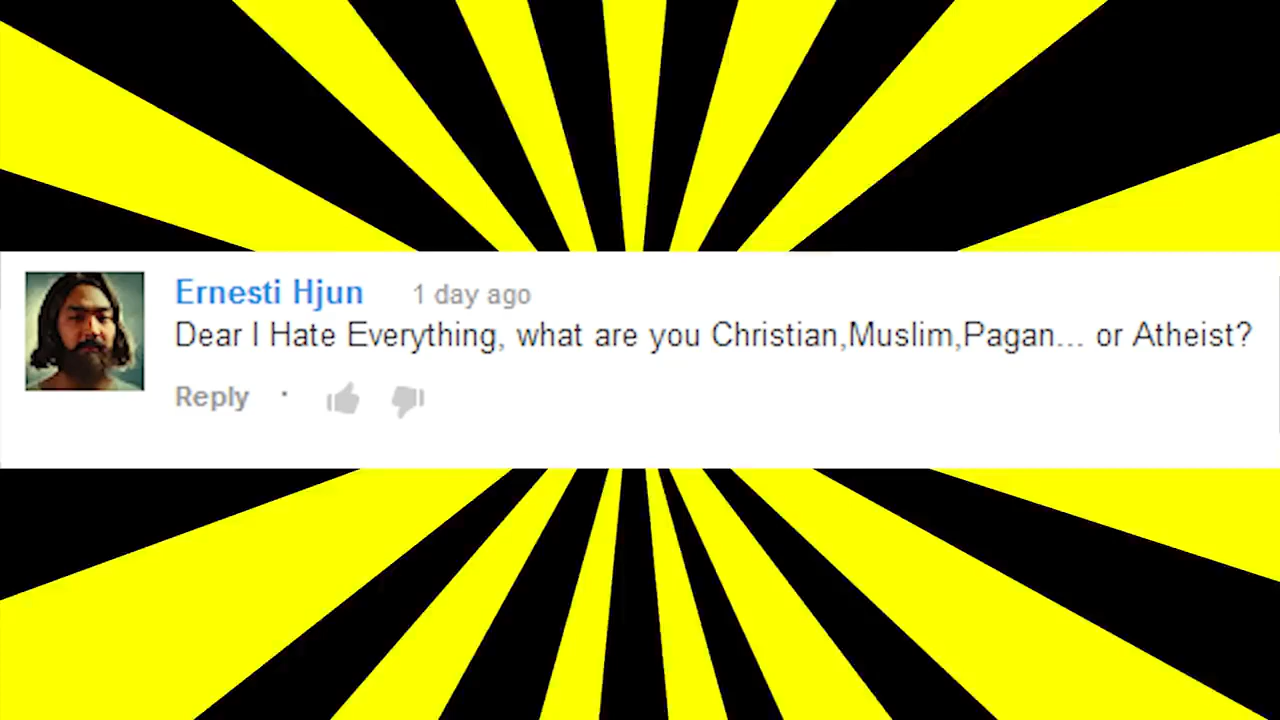 Ernesti Hjun 1 day ago
Dear I Hate Everything, what are you Christian,Muslim,Pagan... or Atheist?
Reply ·